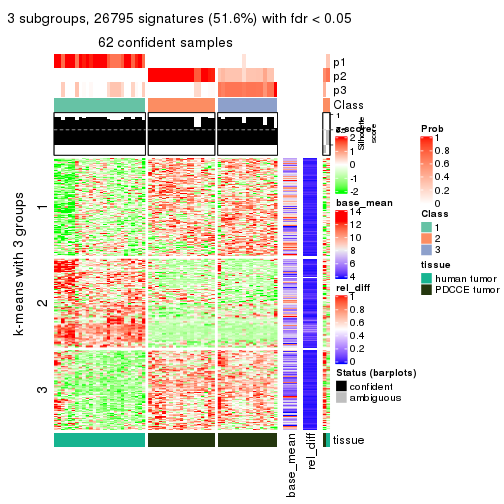 3 subgroups, 26795 signatures (51.6%) with fdr < 0.05
62 confident samples
p1
p2
p3
Class
1
0.5
0
Silhouette
score
k-means with 3 groups
1
2
3
base_mean
rel_diff
tissue
z-score
2
1
0
-1
-2
base_mean
14
12
10
8
6
4
rel_diff
1
0.8
0.6
0.4
0.2
0
Status (barplots)
confident
ambiguous
Prob
1
0.8
0.6
0.4
0.2
0
Class
1
2
3
tissue
human tumor
PDCCE tumor